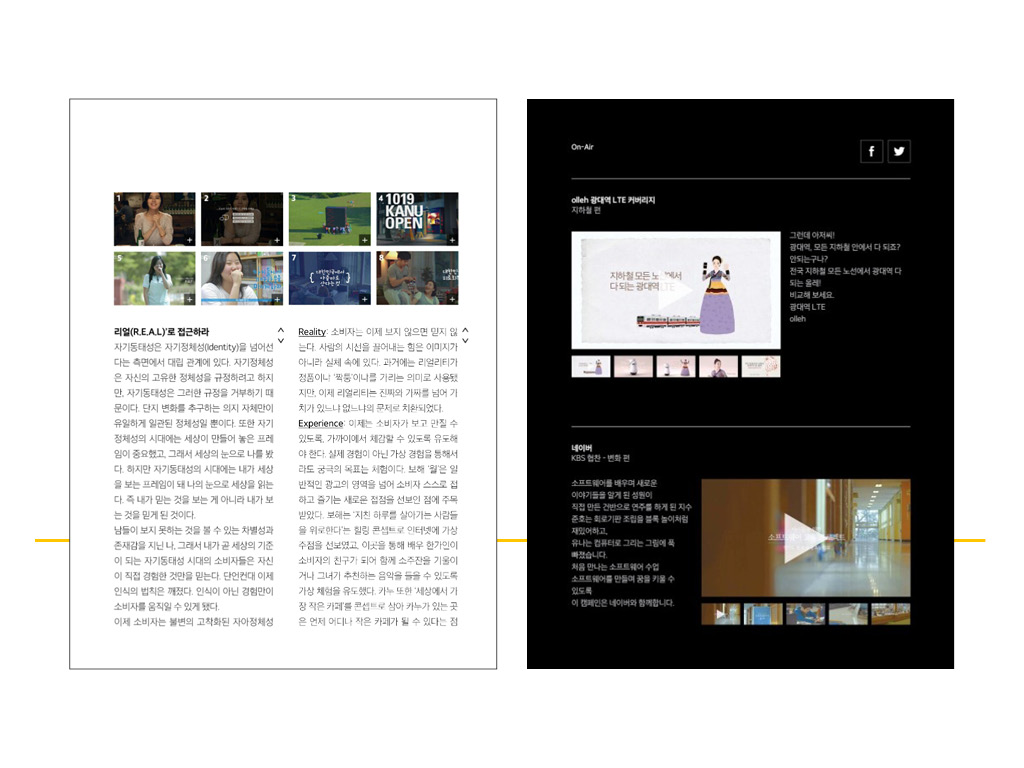 1
2
3
4
1019
KANU
OPEN
5
6
7
대한민국에서
아줌마로
산다는 것
8
리얼(R.E.A.L)'로 접근하라
자기동태성은 자기정체성(Identity)을 넘어선
다는 측면에서 대립 관계에 있다. 자기정체성
은 자신의 고유한 정체성을 규정하려고 하지
만, 자기동태성은 그러한 규정을 거부하기 때
문이다. 단지 변화를 추구하는 의지 자체만이
유일하게 일관된 정체성일 뿐이다. 또한 자기
정체성의 시대에는 세상이 만들어 놓은 프레
임이 중요했고, 그래서 세상의 눈으로 나를 봤
다. 하지만 자기동태성의 시대에는 내가 세상
을 보는 프레임이 돼 나의 눈으로 세상을 읽는
다. 즉 내가 믿는 것을 보는 게 아니라 내가 보
는 것을 믿게 된 것이다.
남들이 보지 못하는 것을 볼 수 있는 차별성과
존재감을 지닌 나, 그래서 내가 곧 세상의 기준
이 되는 자기동태성 시대의 소비자들은 자신
이 직접 경험한 것만을 믿는다. 단언컨대 이제
인식의 법칙은 깨졌다. 인식이 아닌 경험만이
소비자를 움직일 수 있게 됐다.
이제 소비자는 불변의 고착화된 자아정체성
Reality: 소비자는 이제 보지 않으면 믿지 않
는다. 사람의 시선을 끌어내는 힘은 이미지가
아니라 실제 속에 있다. 과거에는 리얼리티가
정품이냐 '짝퉁'이냐를 가리는 의미로 사용됐
지만, 이제 리얼리티는 진짜와 가짜를 넘어 가
치가 있느냐 없느냐의 문제로 치환되었다.
Experience: 이제는 소비자가 보고 만질 수
있도록, 가까이에서 체감할 수 있도록 유도해
야 한다. 실제 경험이 아닌 가상 경험을 통해서
라도 궁극의 목표는 체험이다. 보해 '월'은 일
반적인 광고의 영역을 넘어 소비자 스스로 접
하고 즐기는 새로운 접점을 선보인 점에 주목
받았다. 보해는 '지친 하루를 살아가는 사람들
을 위로한다'는 힐링 콘셉트로 인터넷에 가상
수점을 선보였고, 이곳을 통해 배우 한가인이
소비자의 친구가 되어 함께 소주잔을 기울이
거나 그녀가 추천하는 음악을 들을 수 있도록
가상 체험을 유도했다. 카누 또한 '세상에서 가
장 작은 카페'를 콘셉트로 삼아 카누가 있는 곳
은 언제 어디나 작은 카페가 될 수 있다는 점
On-Air
olleh 광대역 LTE 커버리지
지하철 편
지하철 모든 노선에서
다 되는 광대역 LTE
그런데 아저씨!
광대역, 모든 지하철 안에서 다 되죠?
안되는구나?
전국 지하철 모든 노선에서 광대역 다
되는 올레!
비교해 보세요.
광대역 LTE
olleh
네이버
KBS 협찬 - 변화 편
소프트웨어를 배우며 새로운
이야기들을 알게 된 성원이
직접 만든 건반으로 연주를 하게 된 지수
준호는 회로기판 조립을 블록 놀이처럼
재밌어하고,
유나는 컴퓨터로 그리는 그림에 푹
빠졌습니다.
처음 만나는 소프트웨어 수업
소프트웨어를 만들며 꿈을 키울 수
있도록
이 캠페인은 네이버와 함께합니다.